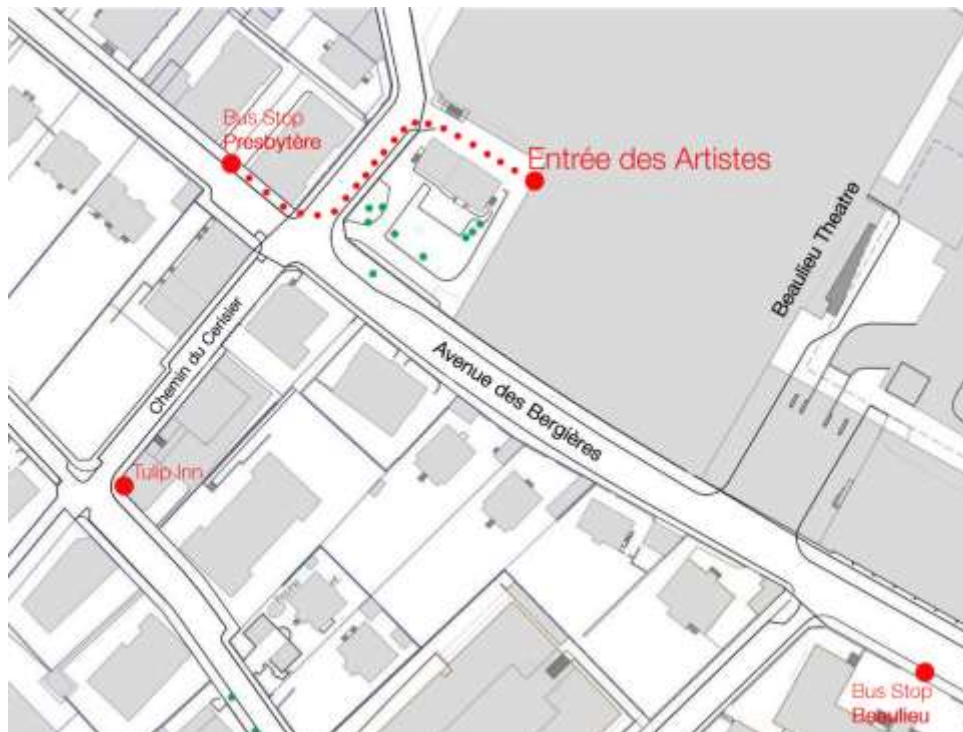 Bus Stop
Presbytère
Entrée des Artistes
Beaulieu Theatre
Chemin du Cerisier
Avenue des Bergières
Tulip Inn
Bus Stop
Beaulieu